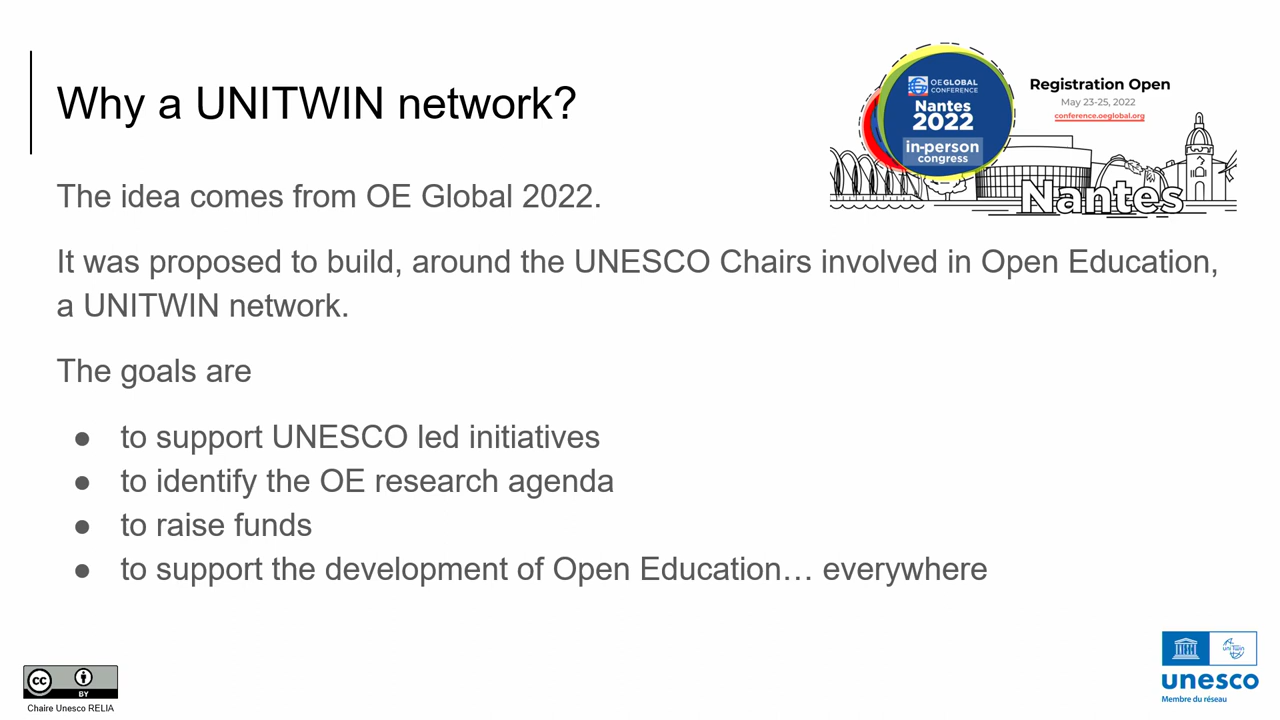 Why a UNITWIN network?
OEGLOBAL
CONFERENCE
Nantes
2022
in-person
congress
Registration Open
May 23-25, 2022
conference.oeglobal.org
Nantes
The idea comes from OE Global 2022.
It was proposed to build, around the UNESCO Chairs involved in Open Education,
a UNITWIN network.
The goals are
● to support UNESCO led initiatives
● to identify the OE research agenda
● to raise funds
● to support the development of Open Education… everywhere
cc
BY
Chaire Unesco RELIA
uni Twin
unesco
Membre du réseau